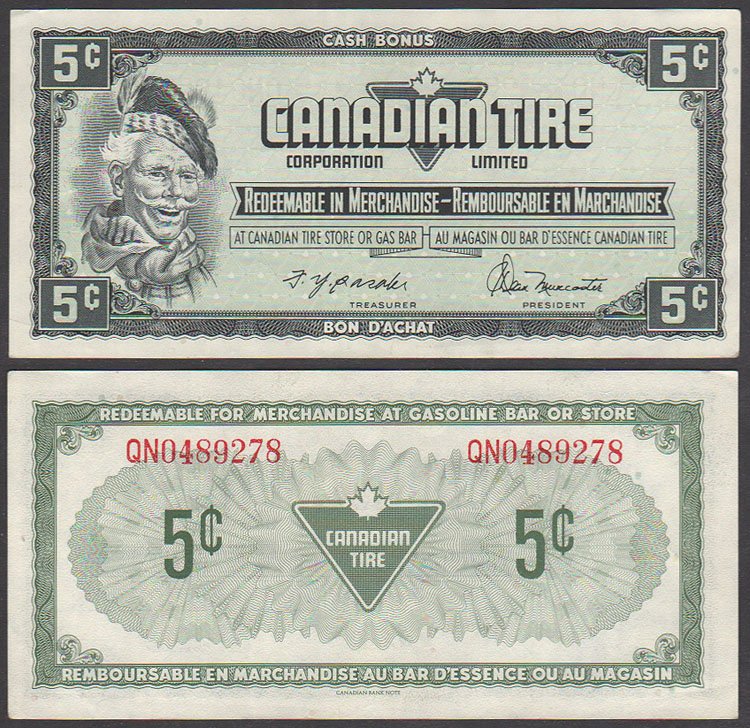 5¢ CASH BONUS 5¢
CANADIAN TIRE
CORPORATION LIMITED
REDEEMABLE IN MERCHANDISE-REMBOURSABLE EN MARCHANDISE
AT CANADIAN TIRE STORE OR GAS BAR AU MAGASIN OU BAR D'ESSENCE CANADIAN TIRE
Dean Muncaster
TREASURER PRESIDENT
5¢ BON D'ACHAT 5¢
REDEEMABLE FOR MERCHANDISE AT GASOLINE BAR OR STORE
QN0489278 QN0489278
5¢ CANADIAN TIRE 5¢
REMBOURSABLE EN MARCHANDISE AU BAR D'ESSENCE OU AU MAGASIN
CANADIAN BANK NOTE